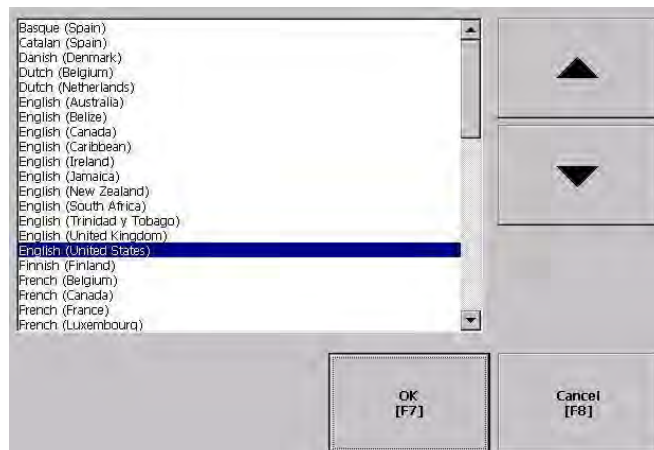 Basque (Spain)
Catalan (Spain)
Danish (Denmark)
Dutch (Belgium)
Dutch (Netherlands)
English (Australia)
English (Belize)
English (Canada)
English (Caribbean)
English (Ireland)
English (Jamaica)
English (New Zealand)
English (South Africa)
English (Trinidad y Tobago)
English (United Kingdom)
English (United States)
Finnish (Finland)
French (Belgium)
French (Canada)
French (France)
French (Luxembourg)
OK
[F7]
Cancel
[F8]